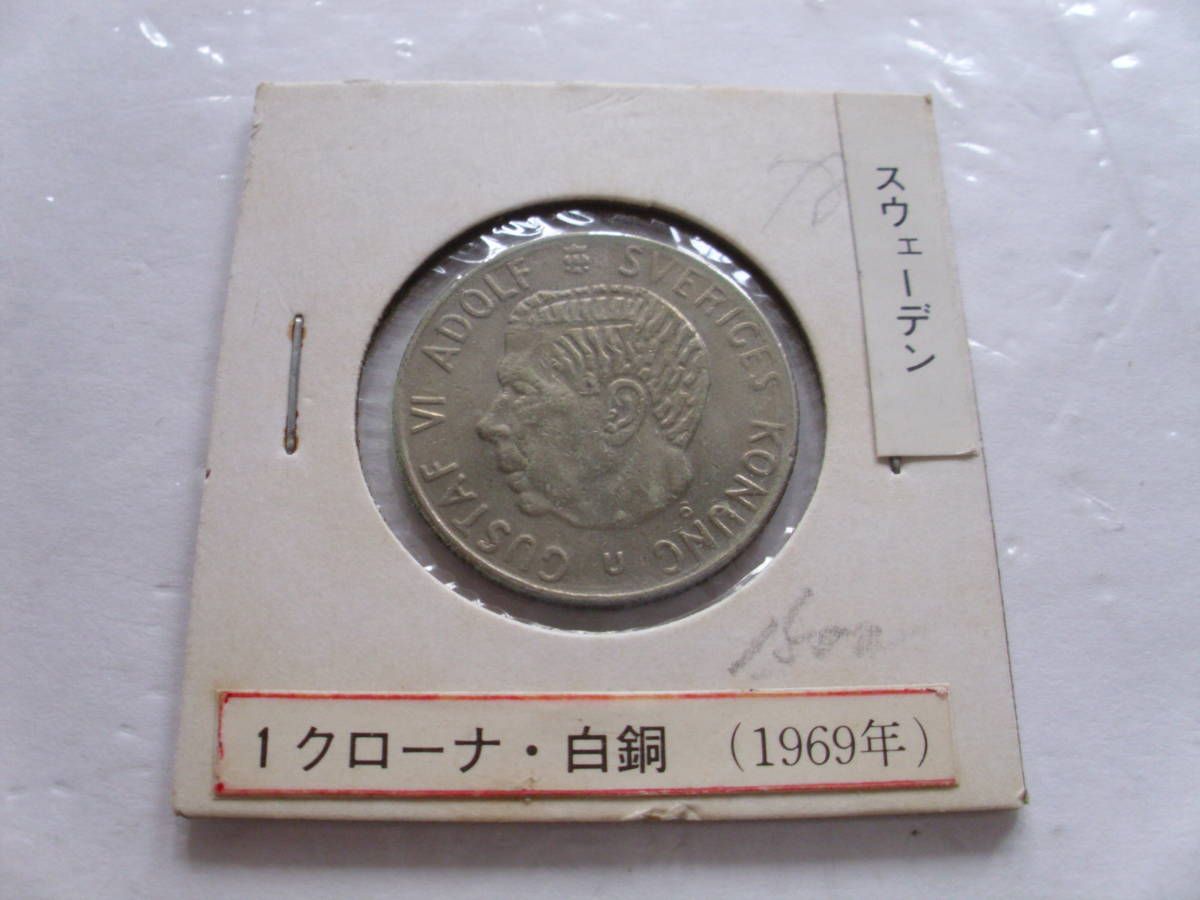 スウェーデン
GUSTAF VI ADOLF SVERIGES KONUNG
U
1クローナ・白銅 (1969年)